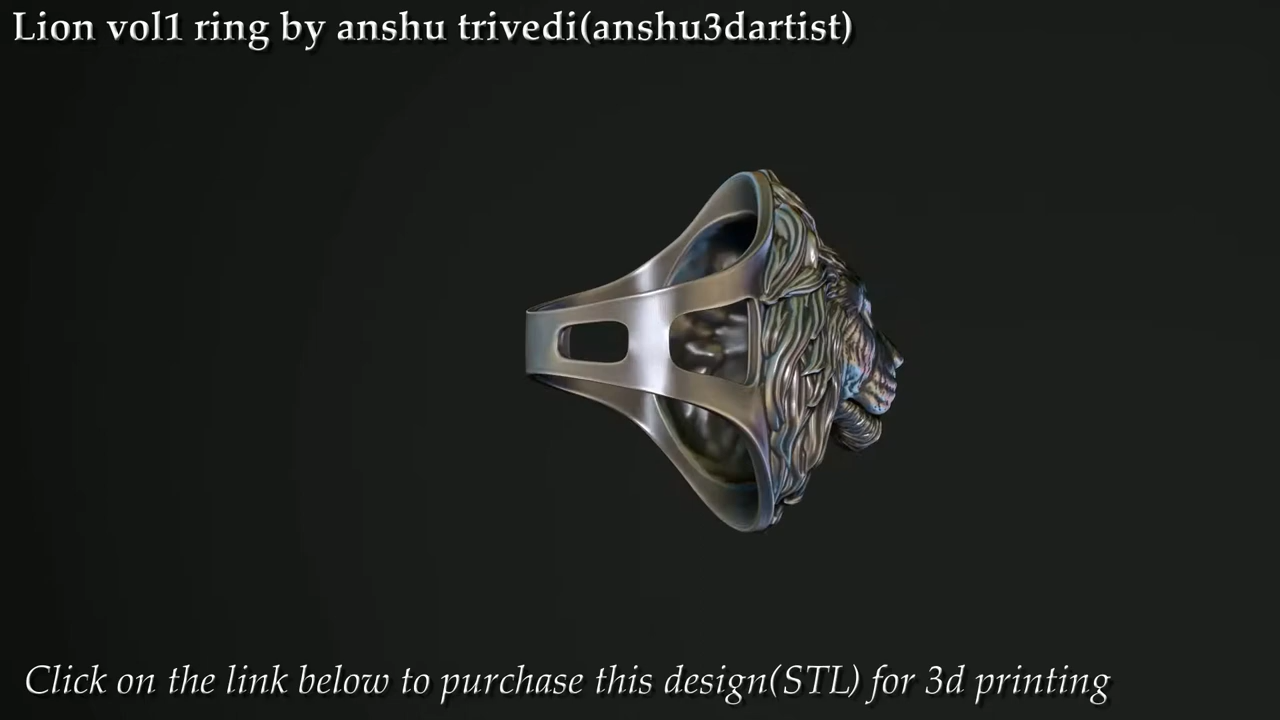 Lion vol1 ring by anshu trivedi(anshu3dartist)
Click on the link below to purchase this design(STL) for 3d printing